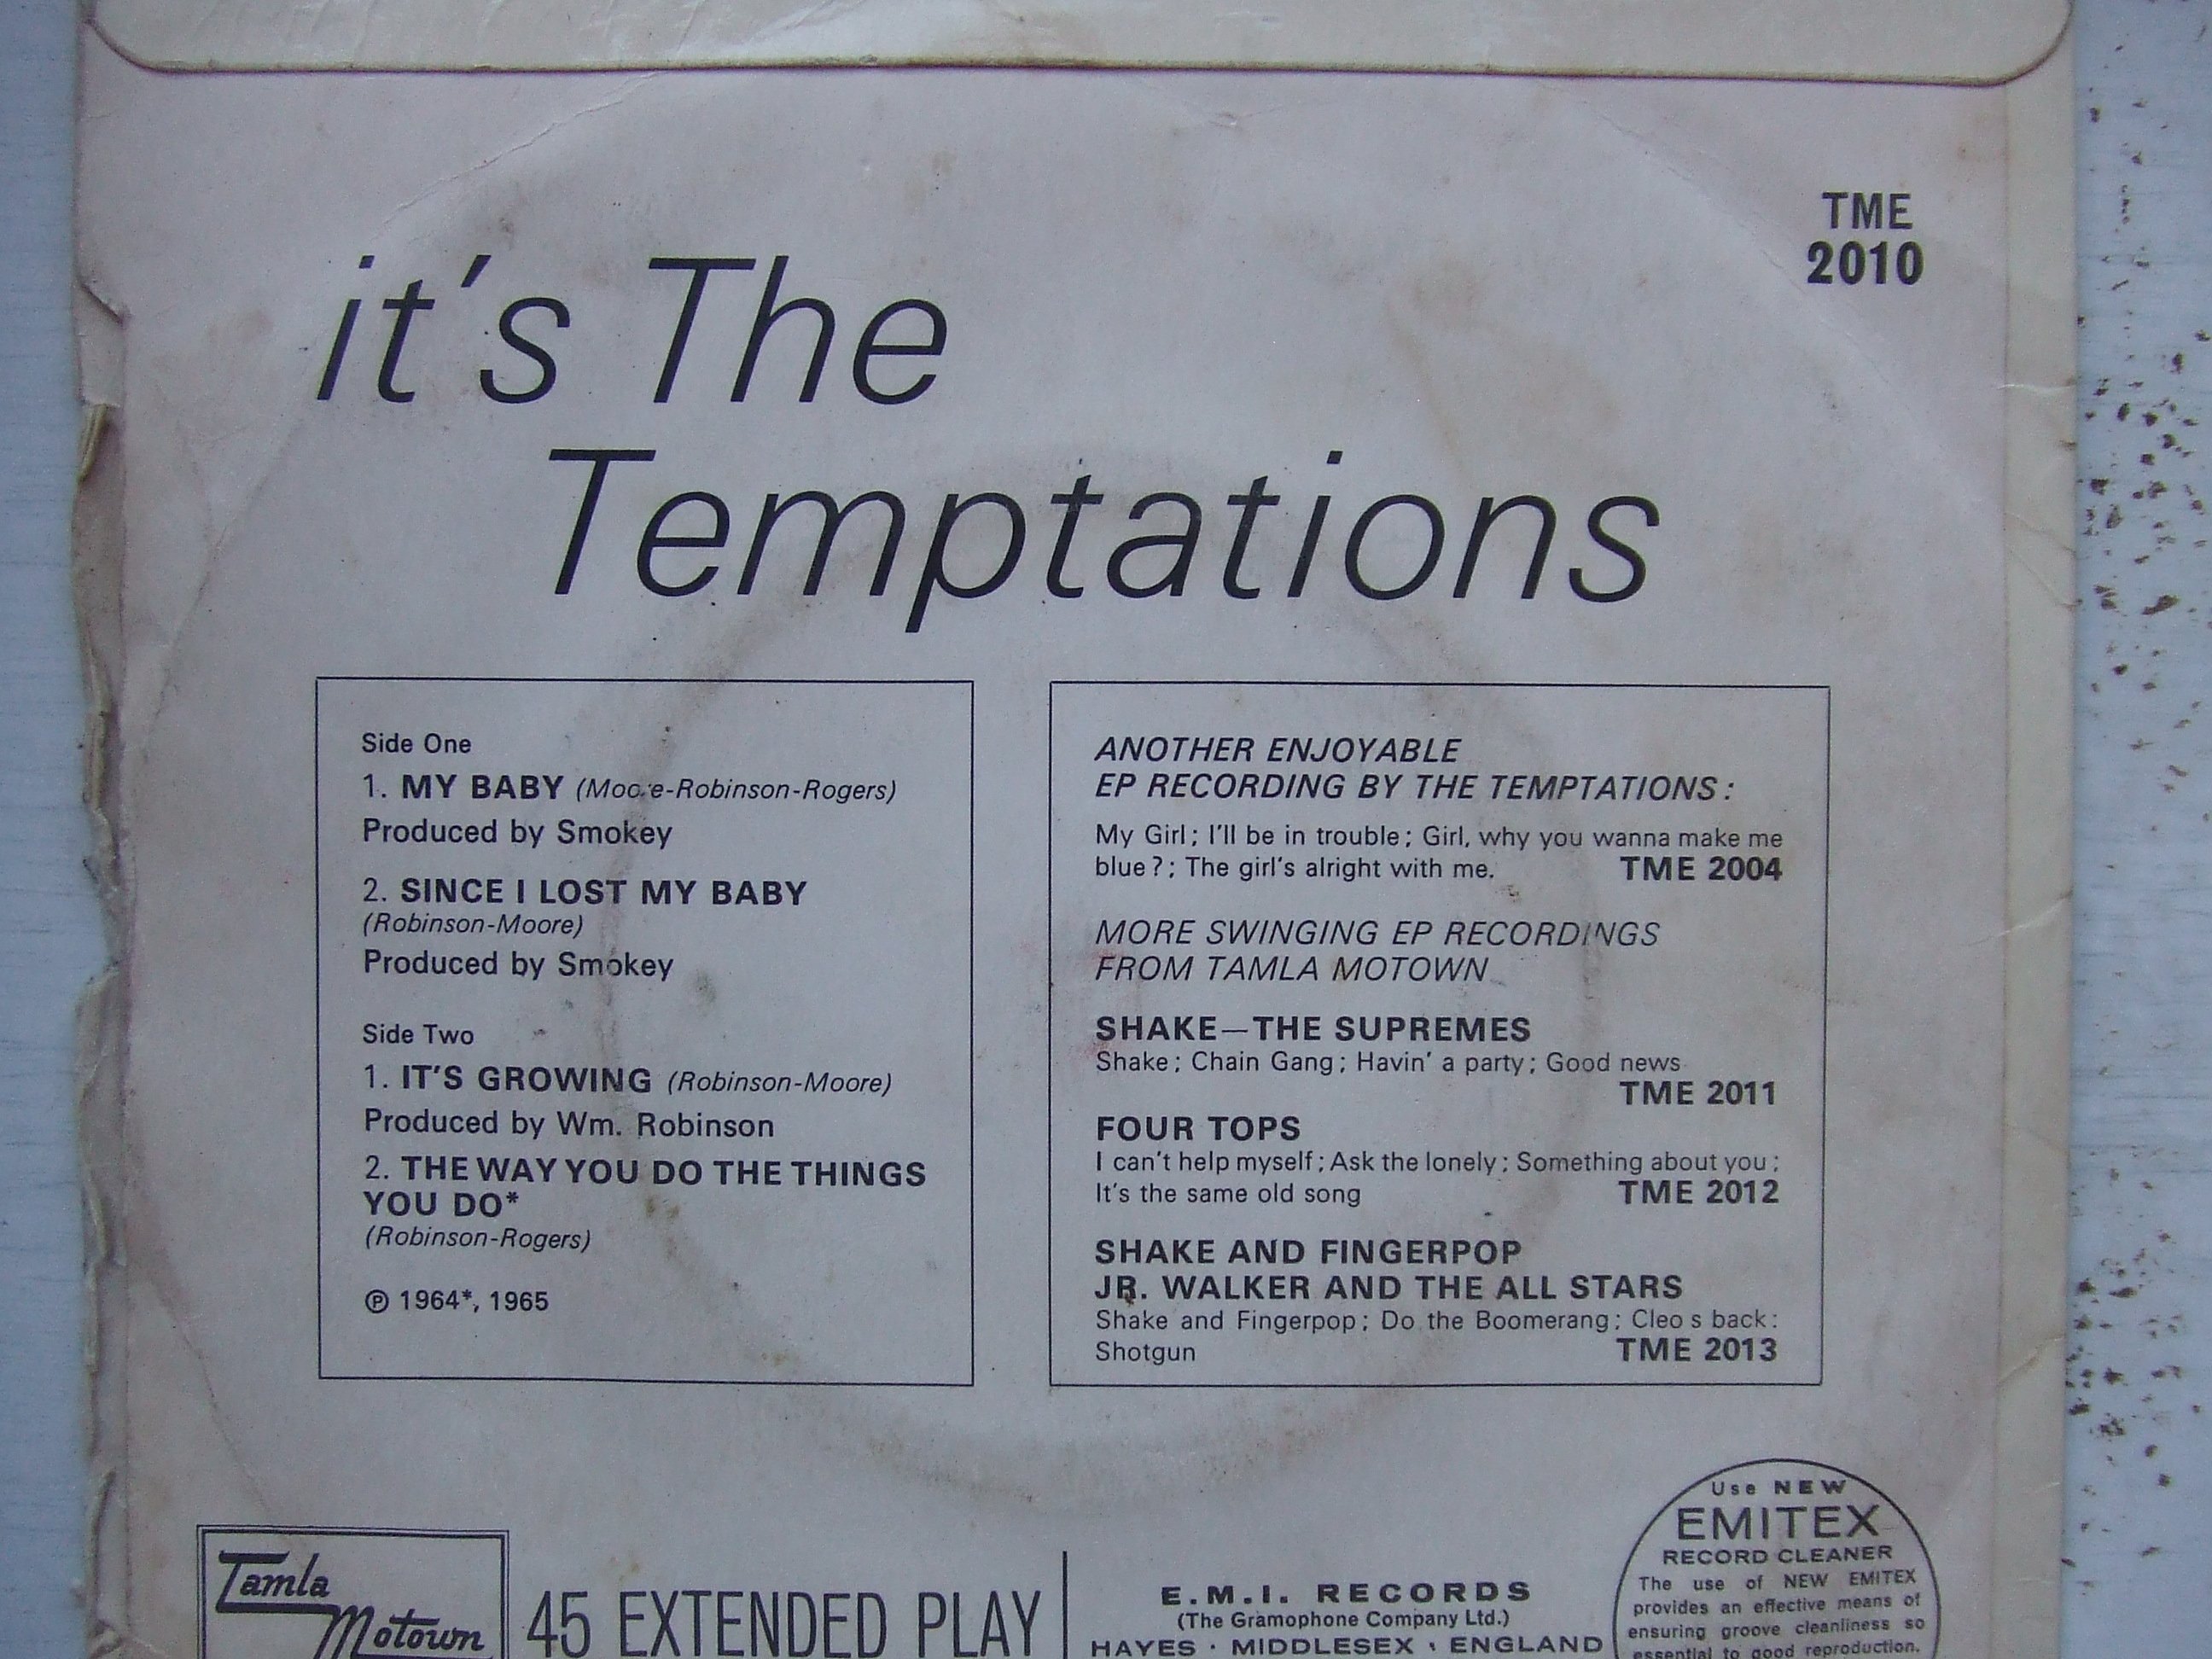 TME
2010
it's The
Temptations
Side One
1. MY BABY (Moore-Robinson-Rogers)
Produced by Smokey
2. SINCE I LOST MY BABY
(Robinson-Moore)
Produced by Smokey
Side Two
1. IT'S GROWING (Robinson-Moore)
Produced by Wm. Robinson
2. THE WAY YOU DO THE THINGS
YOU DO*
(Robinson-Rogers)
℗ 1964*, 1965
ANOTHER ENJOYABLE
EP RECORDING BY THE TEMPTATIONS:
My Girl; I'll be in trouble; Girl, why you wanna make me
blue?; The girl's alright with me. TME 2004
MORE SWINGING EP RECORDINGS
FROM TAMLA MOTOWN
SHAKE—THE SUPREMES
Shake; Chain Gang; Havin' a party; Good news
TME 2011
FOUR TOPS
I can't help myself; Ask the lonely; Something about you;
It's the same old song TME 2012
SHAKE AND FINGERPOP
JR. WALKER AND THE ALL STARS
Shake and Fingerpop; Do the Boomerang; Cleo s back;
Shotgun TME 2013
Tamla
Motown
45 EXTENDED PLAY
E.M.I. RECORDS
(The Gramophone Company Ltd.)
HAYES · MIDDLESEX · ENGLAND
Use NEW
EMITEX
RECORD CLEANER
The use of NEW EMITEX
provides an effective means of
ensuring groove cleanliness so
essential to good reproduction.